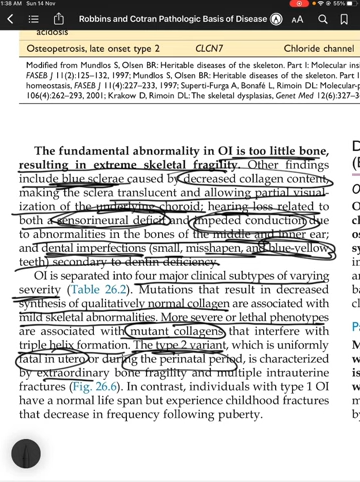 1:38 AM Sun 14 Nov
55%
Robbins and Cotran Pathologic Basis of Disease
AA
acidosis
Osteopetrosis, late onset type 2 CLCN7 Chloride channel
Modified from Mundlos S, Olsen BR: Heritable diseases of the skeleton. Part I: Molecular ins
FASEB J 11(2):125–132, 1997; Mundlos S, Olsen BR: Heritable diseases of the skeleton. Part I
homeostasis, FASEB J 11(4):227–233, 1997; Superti-Furga A, Bonafé L, Rimoin DL: Molecular-p
106(4):262–293, 2001; Krakow D, Rimoin DL: The skeletal dysplasias, Genet Med 12(6):327–3
The fundamental abnormality in OI is too little bone,
resulting in extreme skeletal fragility. Other findings
include blue sclerae caused by decreased collagen content,
making the sclera translucent and allowing partial visual-
ization of the underlying choroid; hearing loss related to
both a sensorineural deficit and impeded conduction due
to abnormalities in the bones of the middle and inner ear;
and dental imperfections (small, misshapen, and blue-yellow
teeth) secondary to dentin deficiency.
OI is separated into four major clinical subtypes of varying
severity (Table 26.2). Mutations that result in decreased
synthesis of qualitatively normal collagen are associated with
mild skeletal abnormalities. More severe or lethal phenotypes
are associated with mutant collagens that interfere with
triple helix formation. The type 2 variant, which is uniformly
fatal in utero or during the perinatal period, is characterized
by extraordinary bone fragility and multiple intrauterine
fractures (Fig. 26.6). In contrast, individuals with type 1 OI
have a normal life span but experience childhood fractures
that decrease in frequency following puberty.